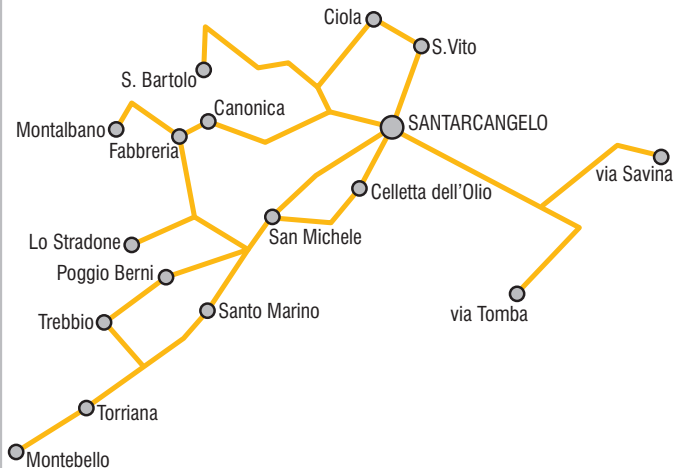 Ciola
S.Vito
S. Bartolo
Canonica
SANTARCANGELO
Montalbano
Fabbreria
via Savina
Celletta dell'Olio
San Michele
Lo Stradone
Poggio Berni
Santo Marino
via Tomba
Trebbio
Torriana
Montebello